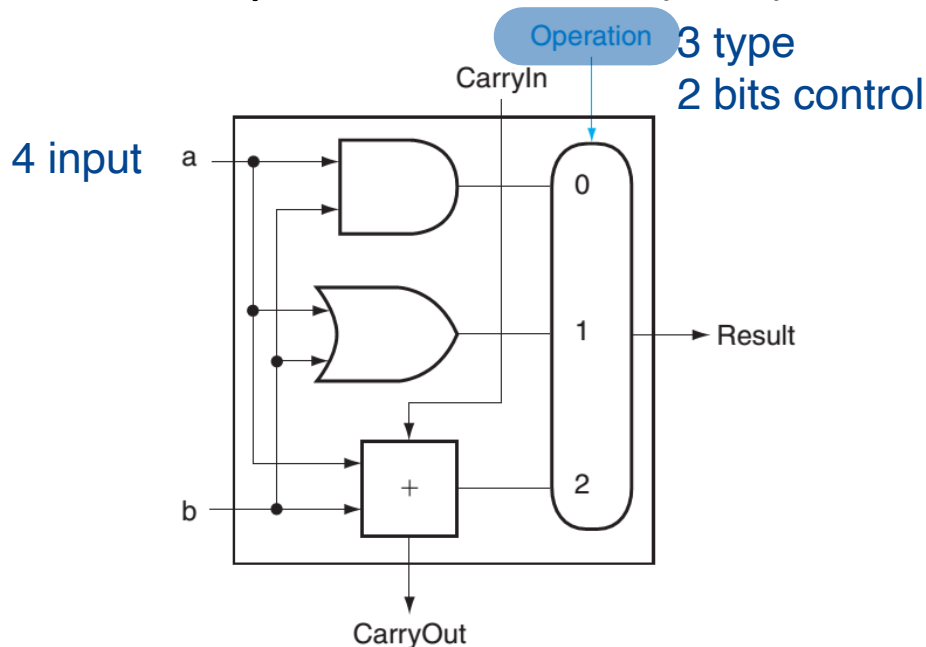 Operation
3 type
CarryIn
2 bits control
4 input
a
0
1
Result
+
2
b
CarryOut